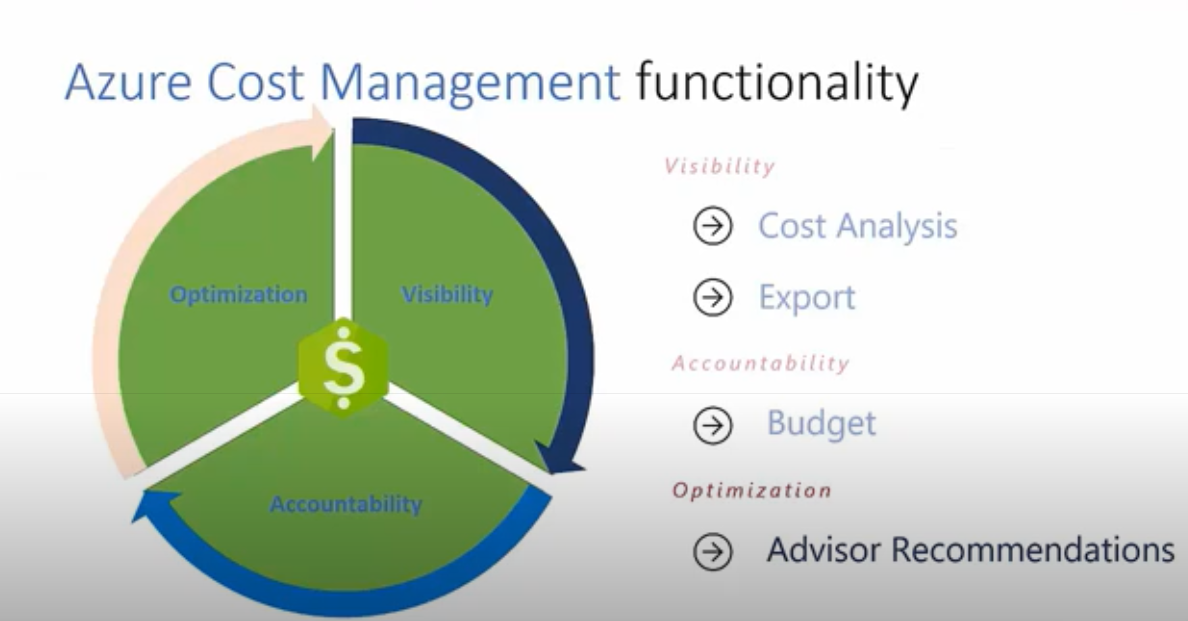 Azure Cost Management functionality
Optimization
Visibility
Accountability
$
Visibility
Cost Analysis
Export
Accountability
Budget
Optimization
Advisor Recommendations